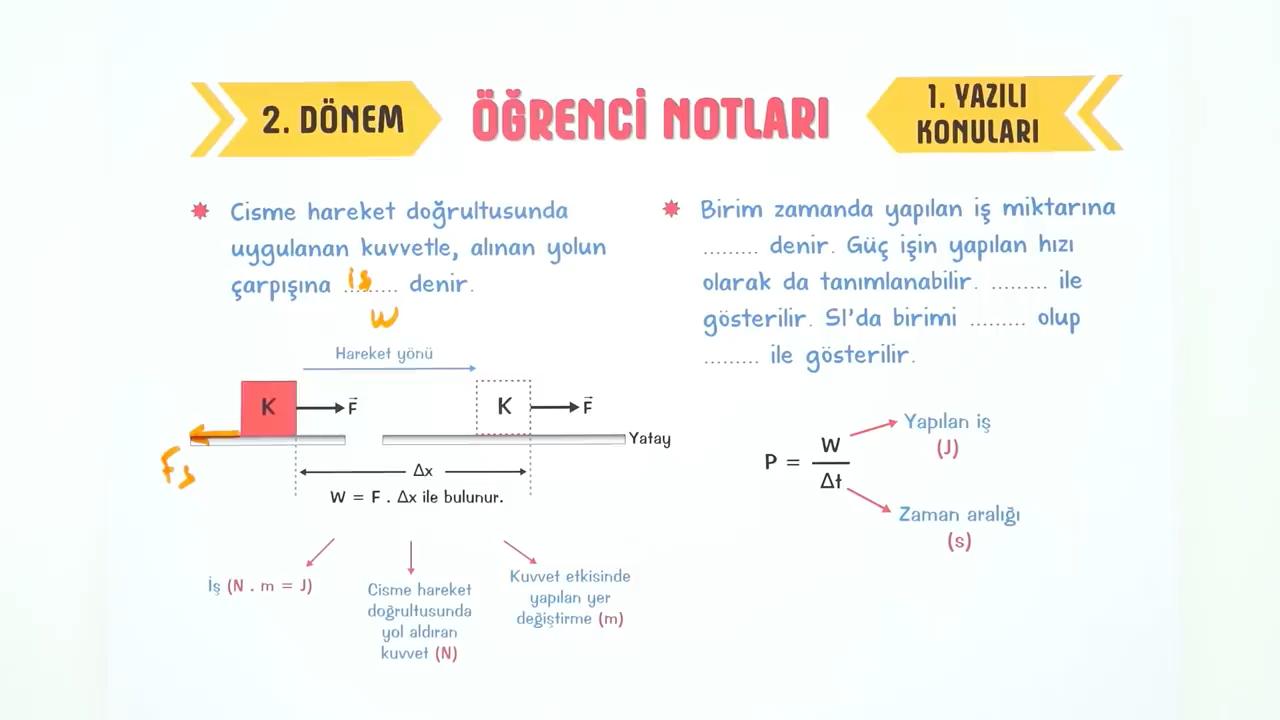 2. DÖNEM
ÖĞRENCİ NOTLARI
1. YAZILI
KONULARI
Cisme hareket doğrultusunda
uygulanan kuvvetle, alınan yolun
çarpışına ...iş... denir.
W
Hareket yönü
K
F
K
F
Yatay
Fs
Δx
W = F . Δx ile bulunur.
İş (N . m = J)
Cisme hareket
doğrultusunda
yol aldıran
kuvvet (N)
Kuvvet etkisinde
yapılan yer
değiştirme (m)
Birim zamanda yapılan iş miktarına
......... denir. Güç işin yapılan hızı
olarak da tanımlanabilir. ......... ile
gösterilir. SI'da birimi ......... olup
......... ile gösterilir.
P = W / Δt
Yapılan iş
(J)
Zaman aralığı
(s)